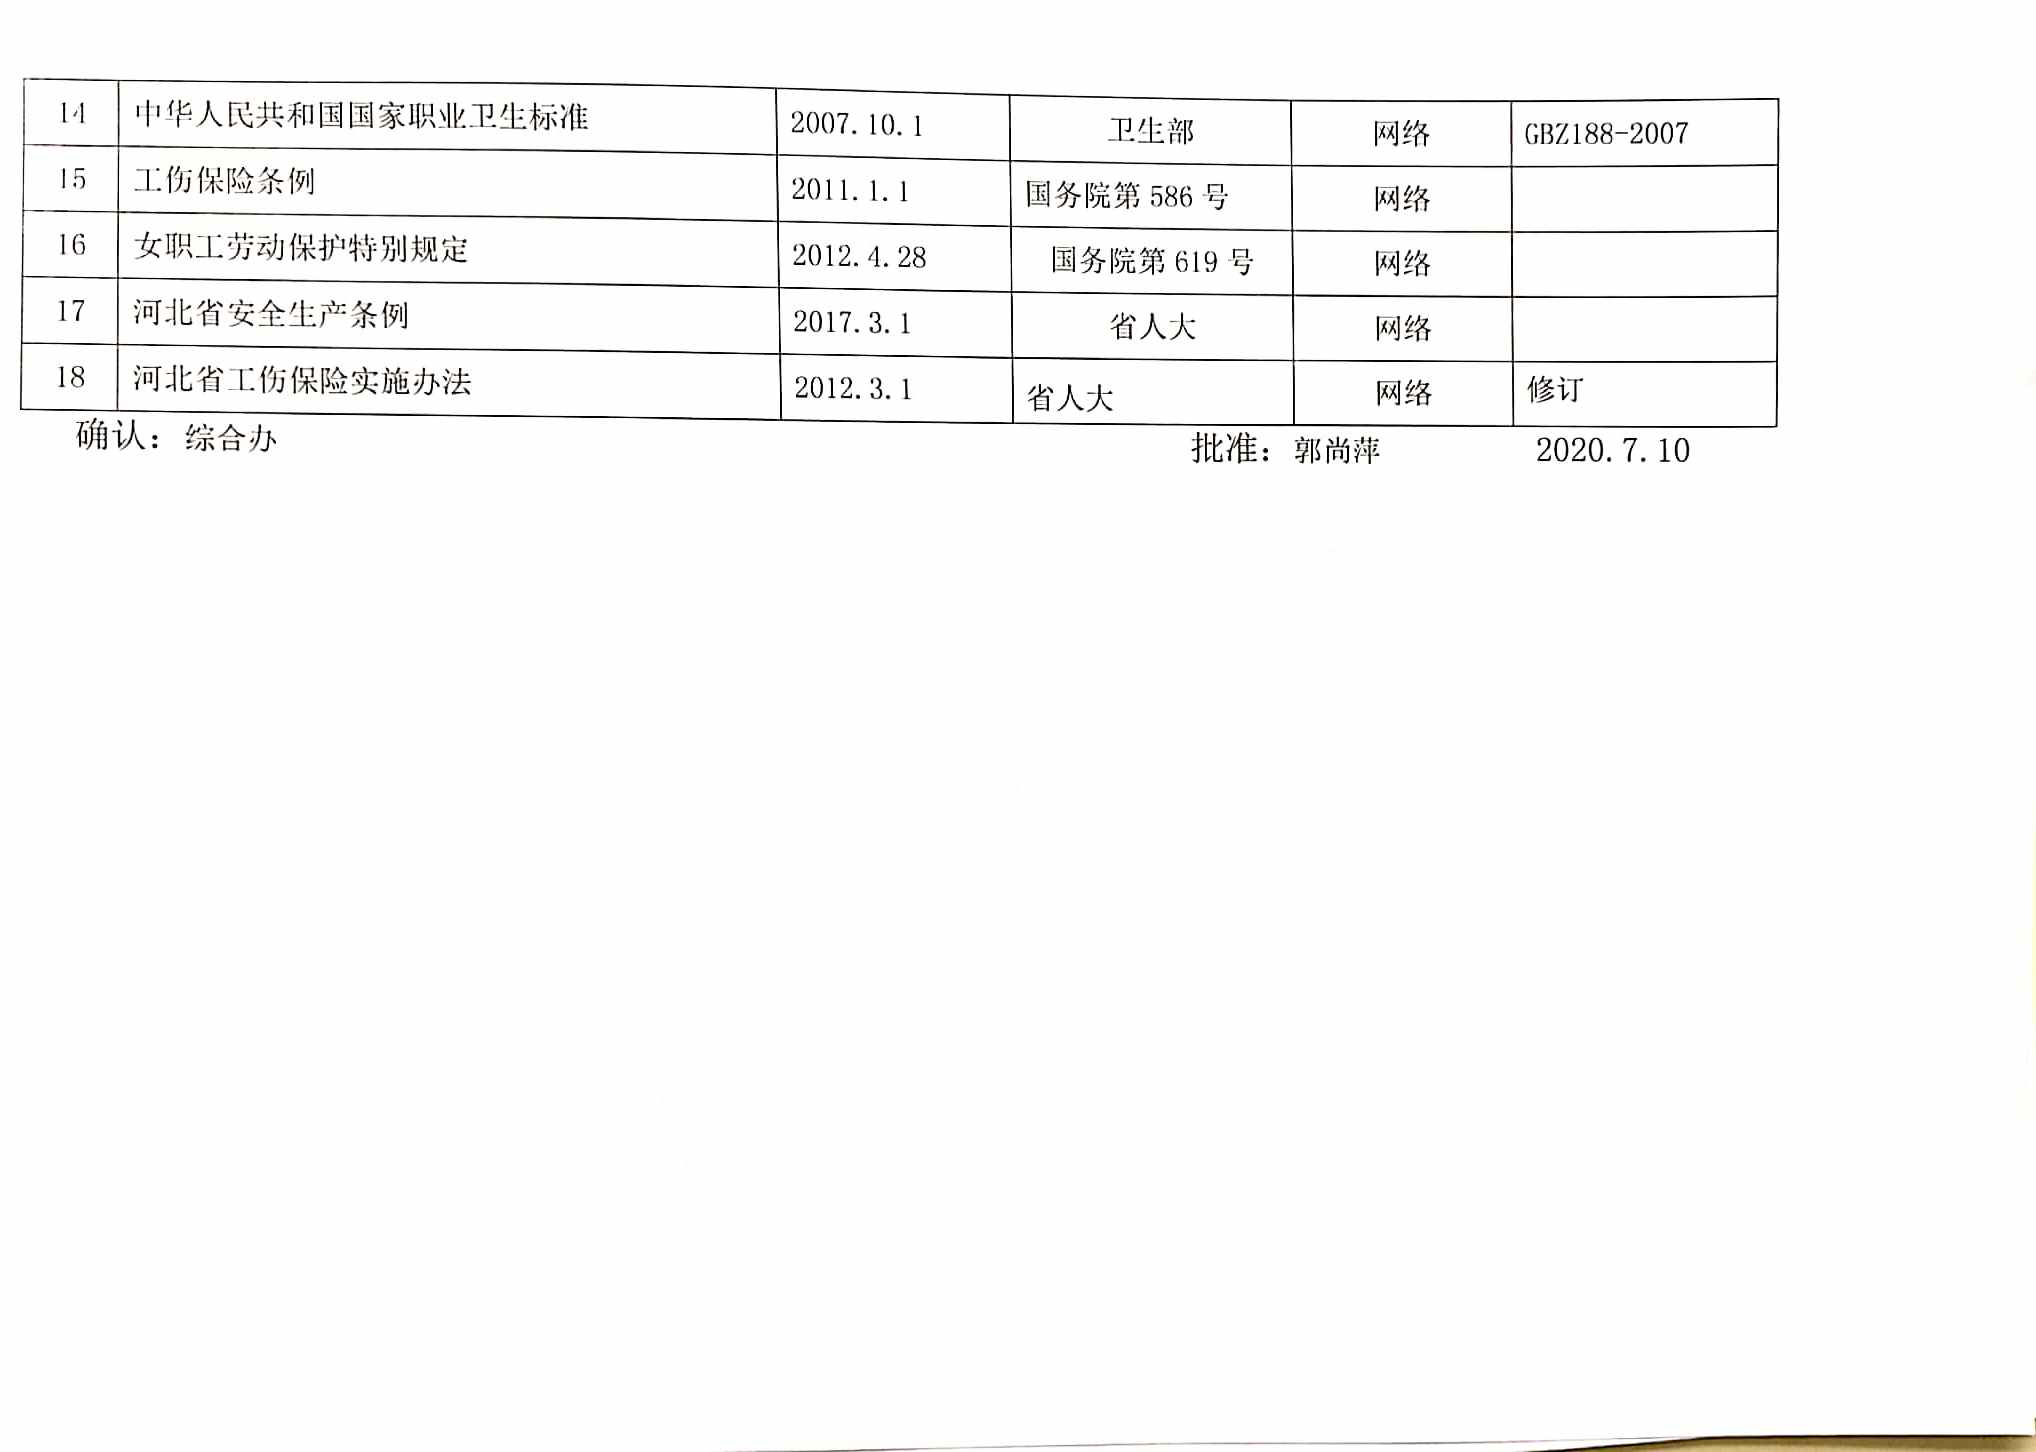 14 中华人民共和国国家职业卫生标准 2007.10.1 卫生部 网络 GBZ188-2007
15 工伤保险条例 2011.1.1 国务院第 586 号 网络
16 女职工劳动保护特别规定 2012.4.28 国务院第 619 号 网络
17 河北省安全生产条例 2017.3.1 省人大 网络
18 河北省工伤保险实施办法 2012.3.1 省人大 网络 修订
确认：综合办 批准：郭尚萍 2020.7.10